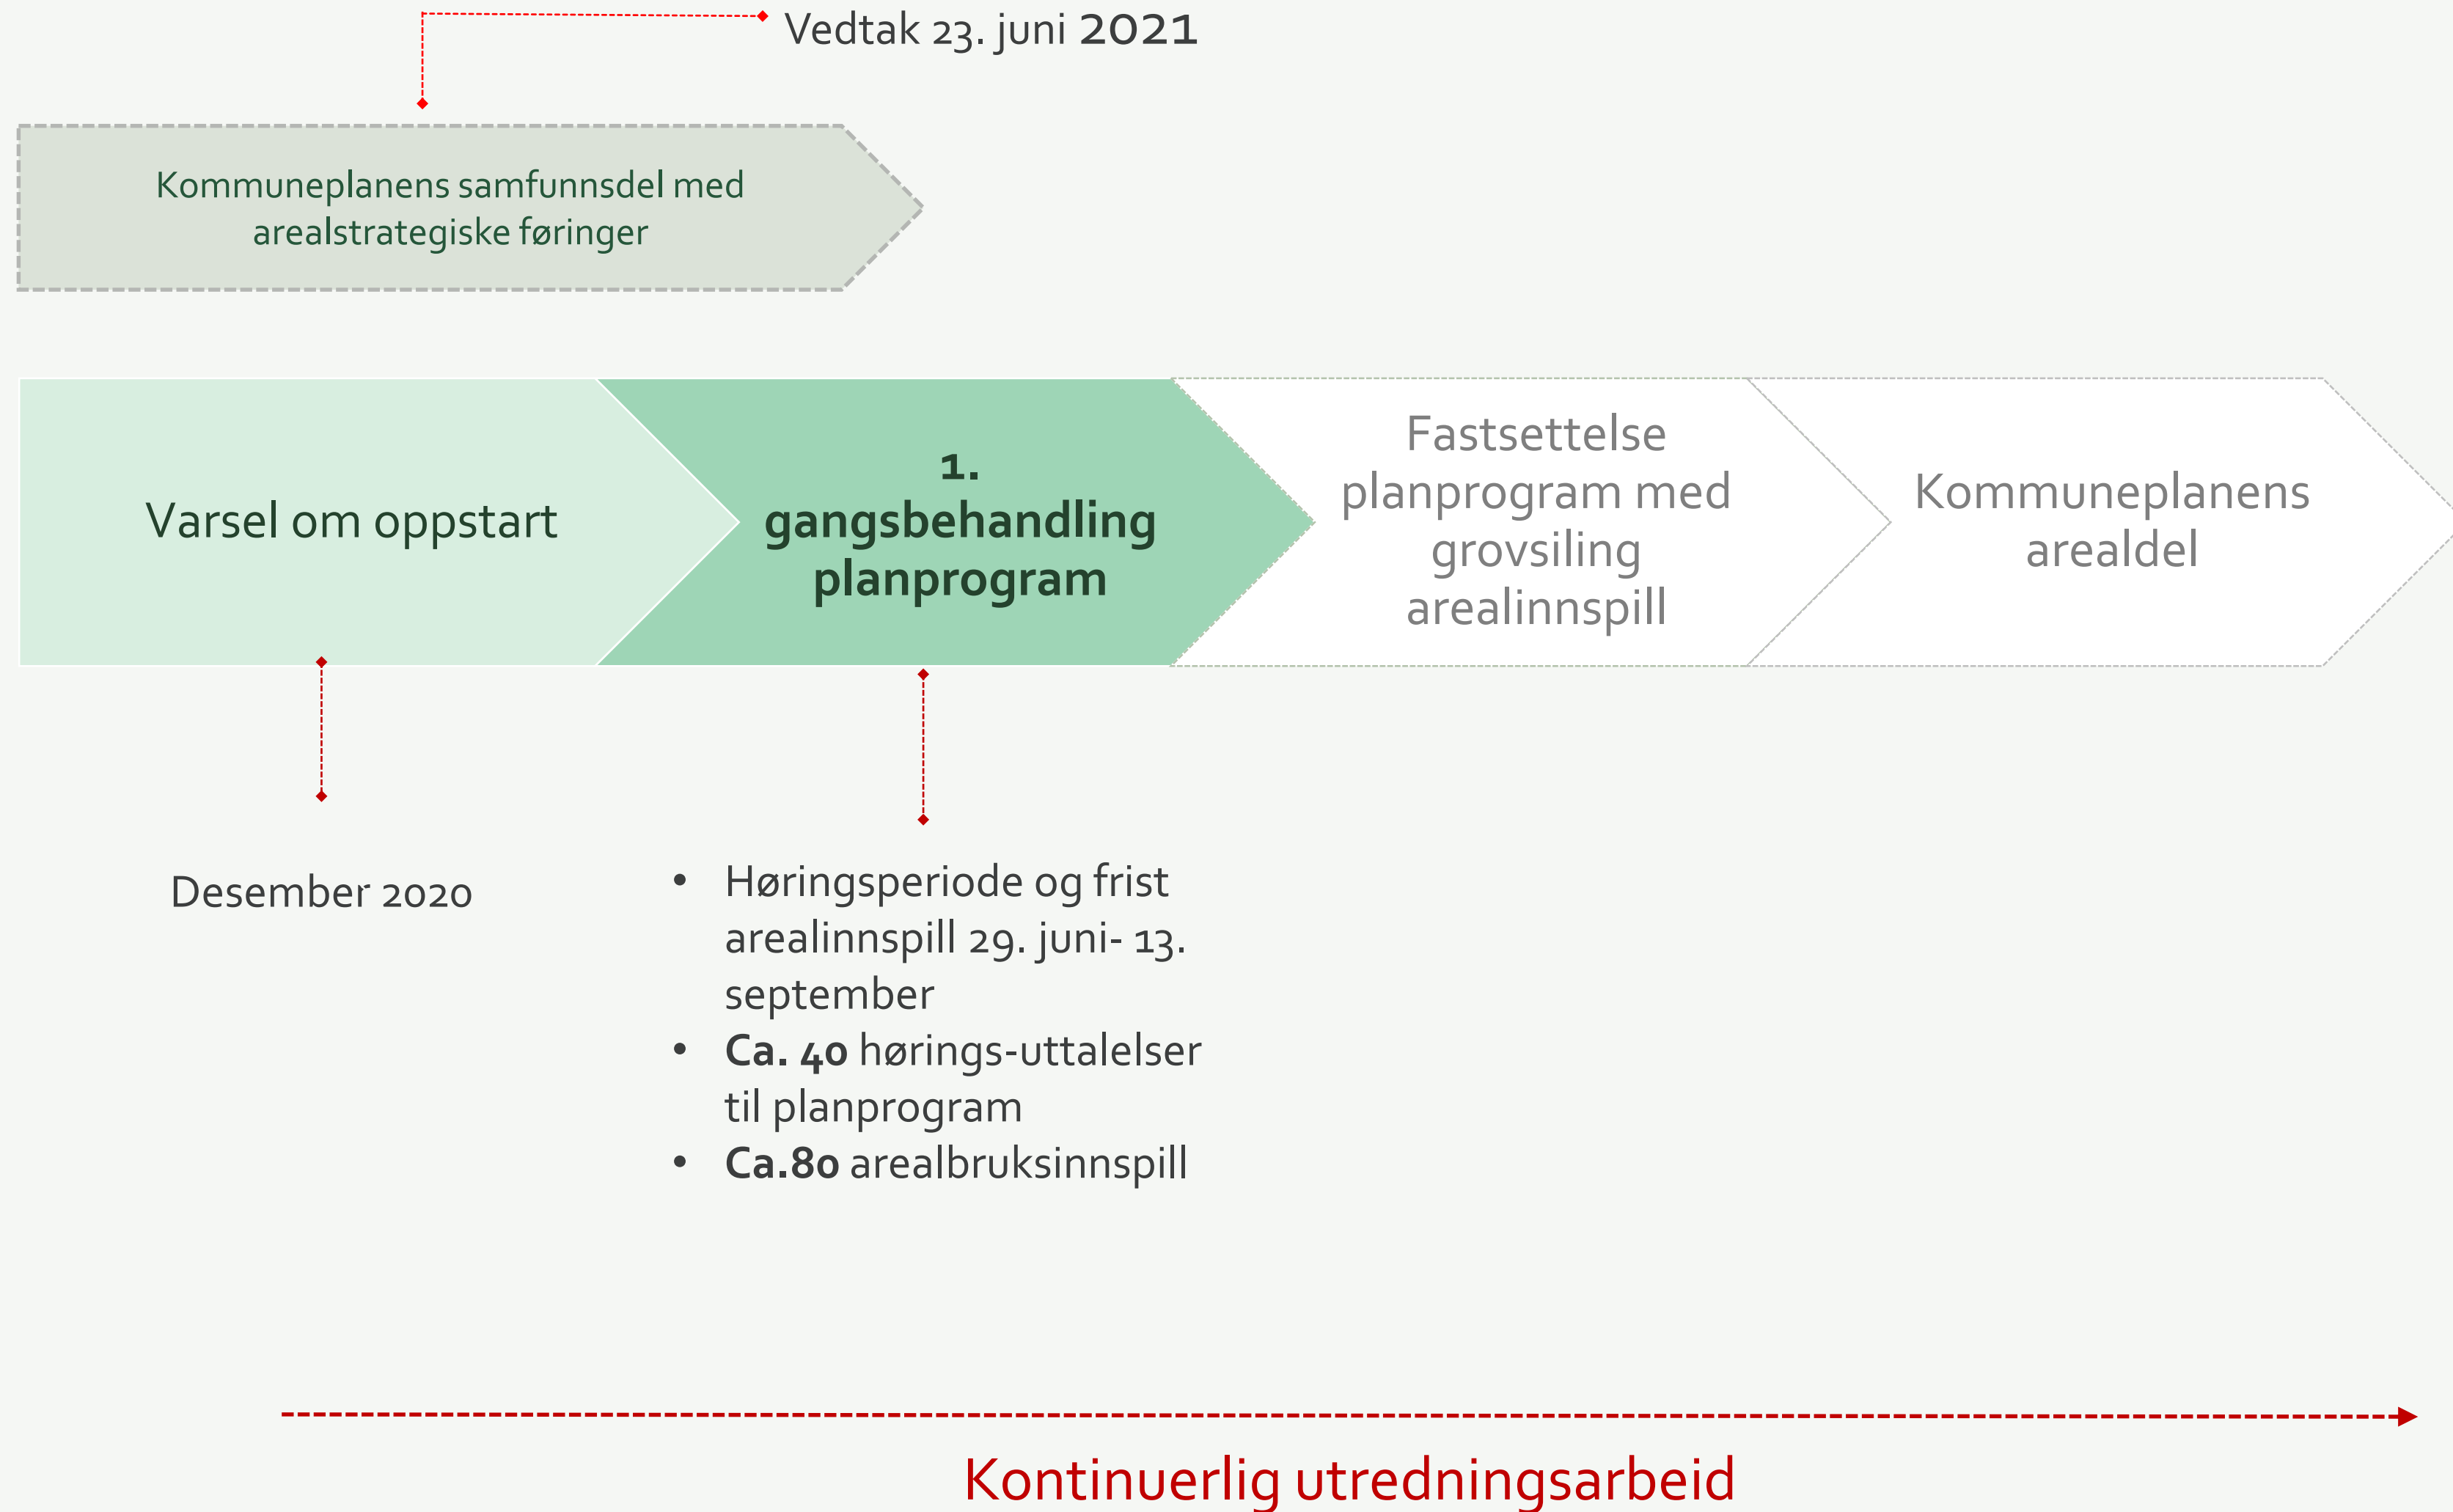 Vedtak 23. juni 2021
Kommuneplanens samfunnsdel med
arealstrategiske føringer
Varsel om oppstart
1.
gangsbehandling
planprogram
Fastsettelse
planprogram med
grovsiling
arealinnspill
Kommuneplanens
arealdel
Desember 2020
• Høringsperiode og frist
arealinnspill 29. juni- 13.
september
• Ca. 40 hørings-uttalelser
til planprogram
• Ca.80 arealbruksinnspill
Kontinuerlig utredningsarbeid